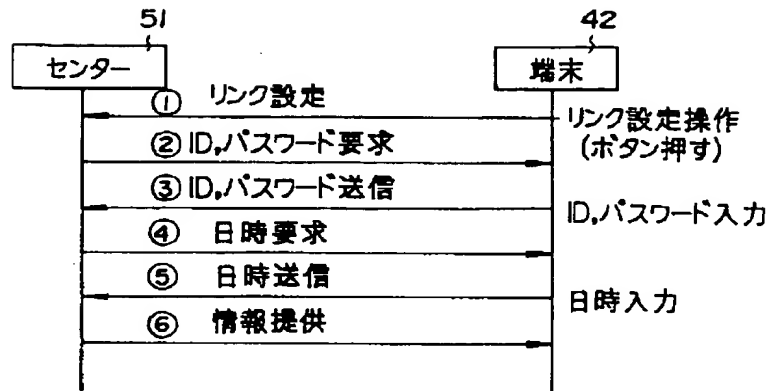 51
42
センター
端末
① リンク設定
リンク設定操作
(ボタン押す)
② ID,パスワード要求
③ ID,パスワード送信
ID,パスワード入力
④ 日時要求
⑤ 日時送信
日時入力
⑥ 情報提供